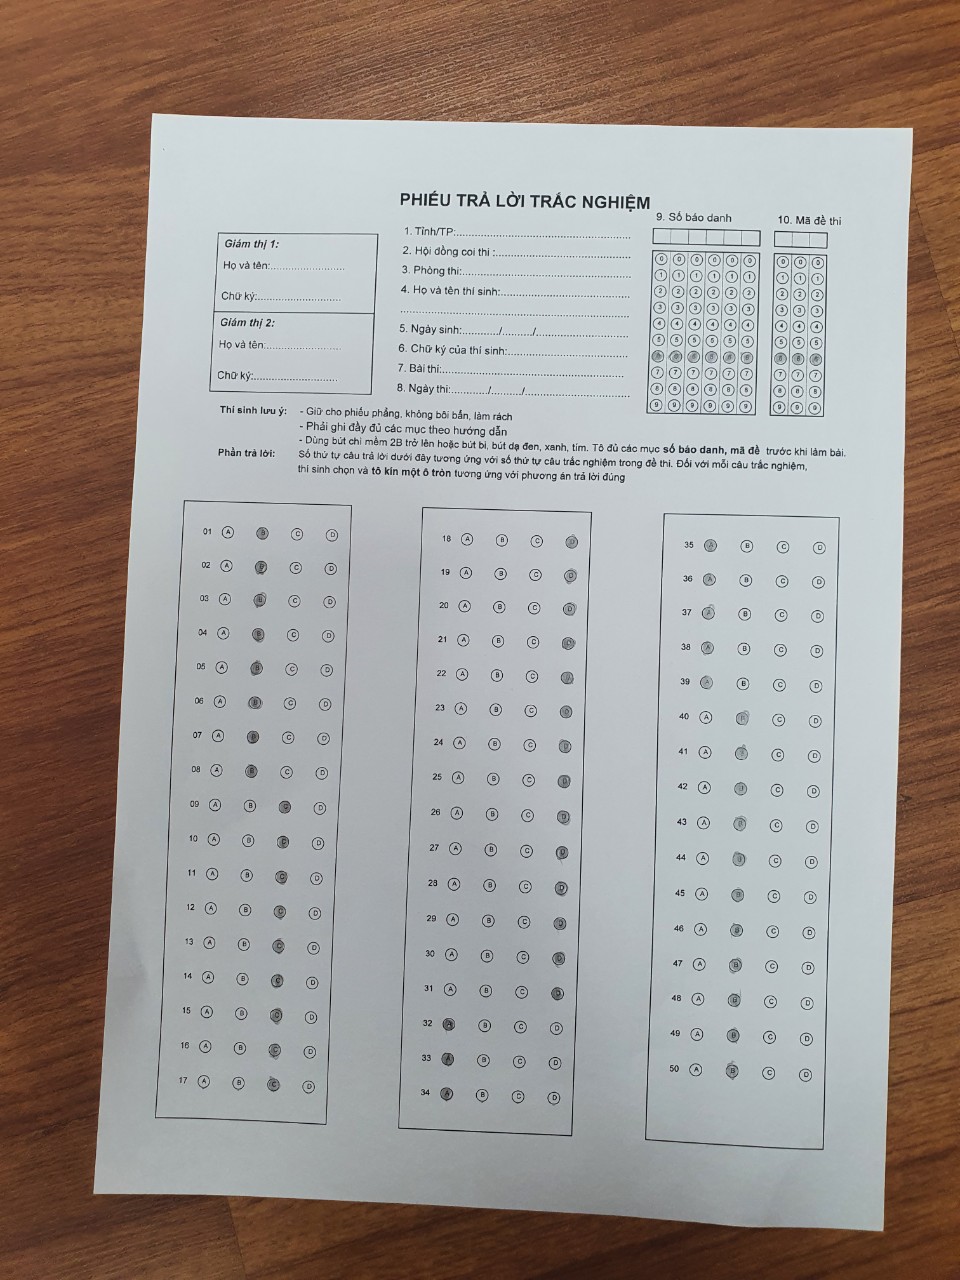 PHIẾU TRẢ LỜI TRẮC NGHIỆM
Giám thị 1:
Họ và tên:........................
Chữ ký:...........................
Giám thị 2:
Họ và tên:........................
Chữ ký:...........................
1. Tỉnh/TP:........................................................
2. Hội đồng coi thi :...........................................
3. Phòng thi:......................................................
4. Họ và tên thí sinh:.........................................
...........................................................................
5. Ngày sinh:............/........../..............................
6. Chữ ký của thí sinh:.......................................
7. Bài thi:............................................................
8. Ngày thi:............/........../.................................
9. Số báo danh
0 0 0 0 0 0
1 1 1 1 1 1
2 2 2 2 2 2
3 3 3 3 3 3
4 4 4 4 4 4
5 5 5 5 5 5
6 6 6 6 6 6
7 7 7 7 7 7
8 8 8 8 8 8
9 9 9 9 9 9
10. Mã đề thi
0 0 0
1 1 1
2 2 2
3 3 3
4 4 4
5 5 5
6 6 6
7 7 7
8 8 8
9 9 9
Thí sinh lưu ý: - Giữ cho phiếu phẳng, không bôi bẩn, làm rách
- Phải ghi đầy đủ các mục theo hướng dẫn
- Dùng bút chì mềm 2B trở lên hoặc bút bi, bút dạ đen, xanh, tím. Tô đủ các mục số báo danh, mã đề trước khi làm bài.
Phần trả lời: Số thứ tự câu trả lời dưới đây tương ứng với số thứ tự câu trắc nghiệm trong đề thi. Đối với mỗi câu trắc nghiệm,
thí sinh chọn và tô kín một ô tròn tương ứng với phương án trả lời đúng
01 A B C D
02 A B C D
03 A B C D
04 A B C D
05 A B C D
06 A B C D
07 A B C D
08 A B C D
09 A B C D
10 A B C D
11 A B C D
12 A B C D
13 A B C D
14 A B C D
15 A B C D
16 A B C D
17 A B C D
18 A B C D
19 A B C D
20 A B C D
21 A B C D
22 A B C D
23 A B C D
24 A B C D
25 A B C D
26 A B C D
27 A B C D
28 A B C D
29 A B C D
30 A B C D
31 A B C D
32 A B C D
33 A B C D
34 A B C D
35 A B C D
36 A B C D
37 A B C D
38 A B C D
39 A B C D
40 A B C D
41 A B C D
42 A B C D
43 A B C D
44 A B C D
45 A B C D
46 A B C D
47 A B C D
48 A B C D
49 A B C D
50 A B C D